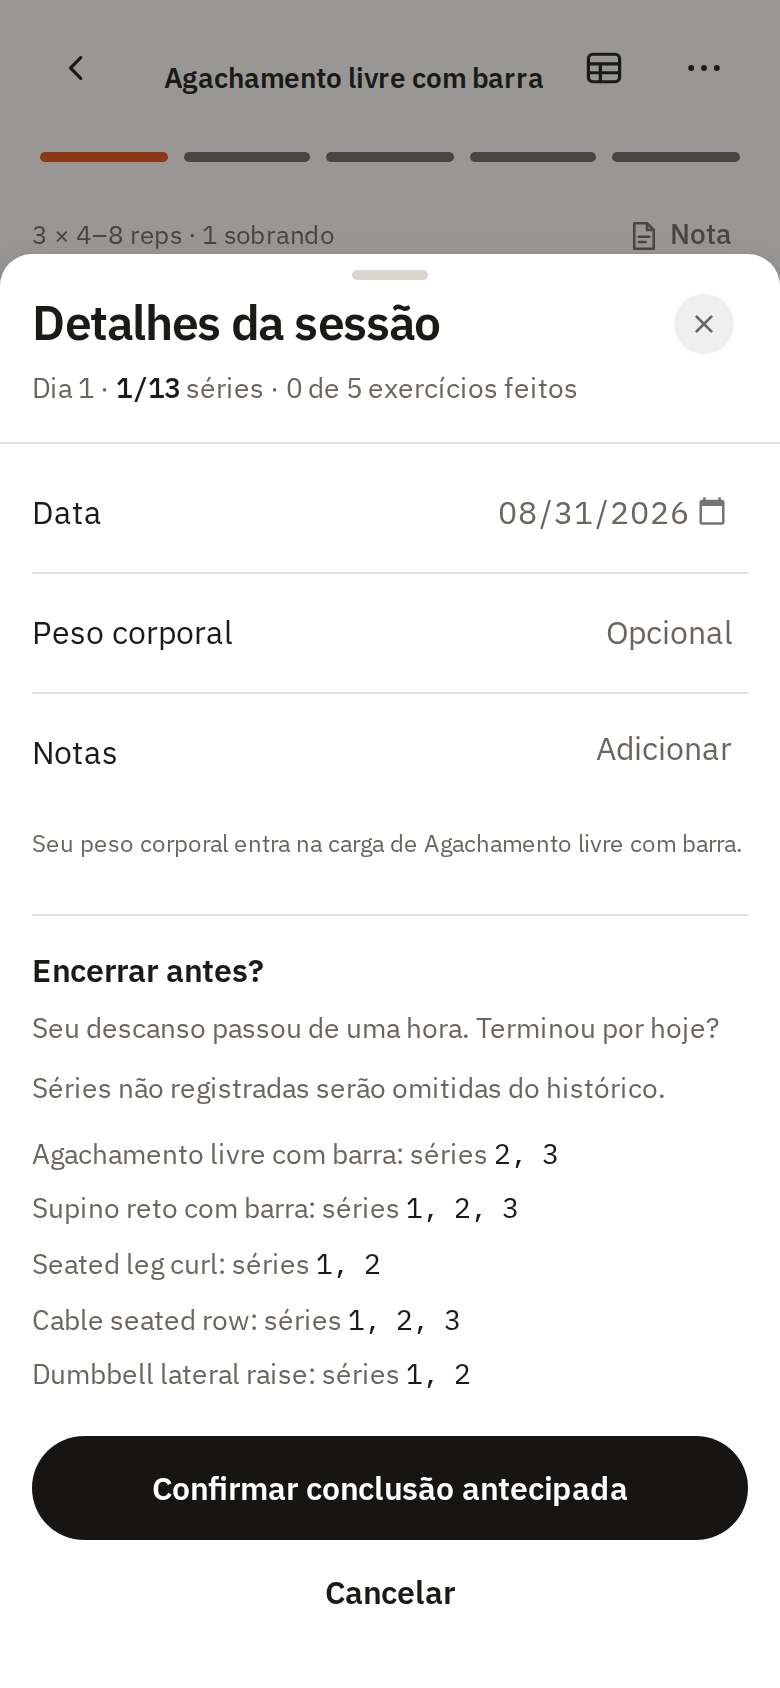 Agachamento livre com barra
3 × 4–8 reps · 1 sobrando
Nota
Detalhes da sessão
Dia 1 · 1/13 séries · 0 de 5 exercícios feitos
Data
08/31/2026
Peso corporal
Opcional
Notas
Adicionar
Seu peso corporal entra na carga de Agachamento livre com barra.
Encerrar antes?
Seu descanso passou de uma hora. Terminou por hoje?
Séries não registradas serão omitidas do histórico.
Agachamento livre com barra: séries 2, 3
Supino reto com barra: séries 1, 2, 3
Seated leg curl: séries 1, 2
Cable seated row: séries 1, 2, 3
Dumbbell lateral raise: séries 1, 2
Confirmar conclusão antecipada
Cancelar